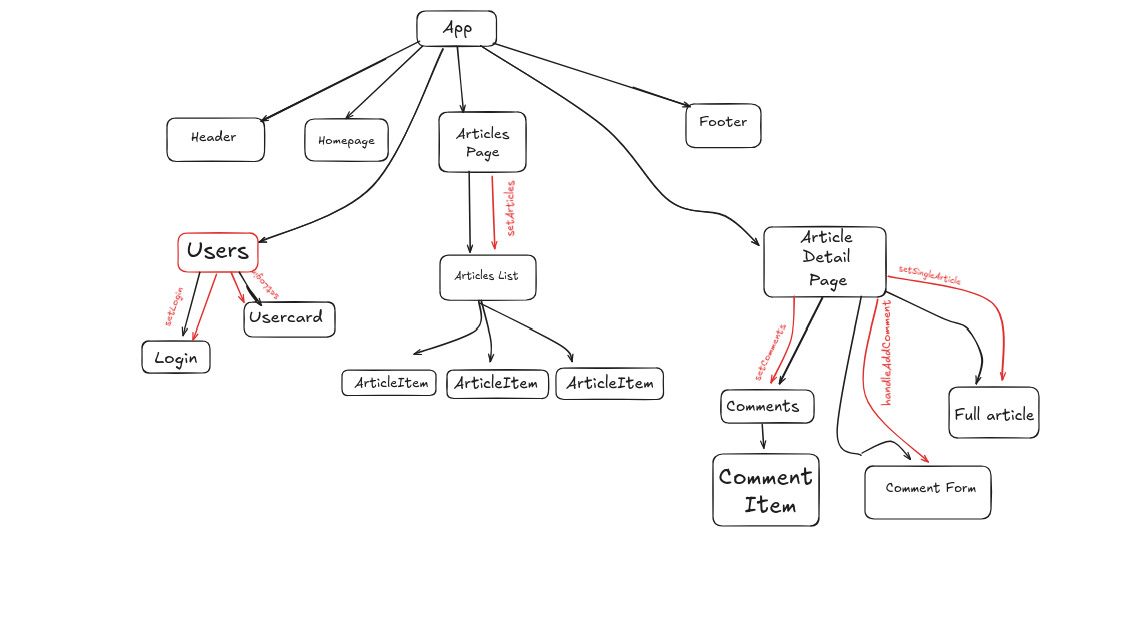 App
Header
Homepage
Articles
Page
Footer
setArticles
Users
Article
Detail
Page
setLogin
Articles List
setSingleArticle
Usercard
setComments
handleAddComment
Login
ArticleItem
ArticleItem
ArticleItem
Comments
Full article
Comment
Item
Comment Form